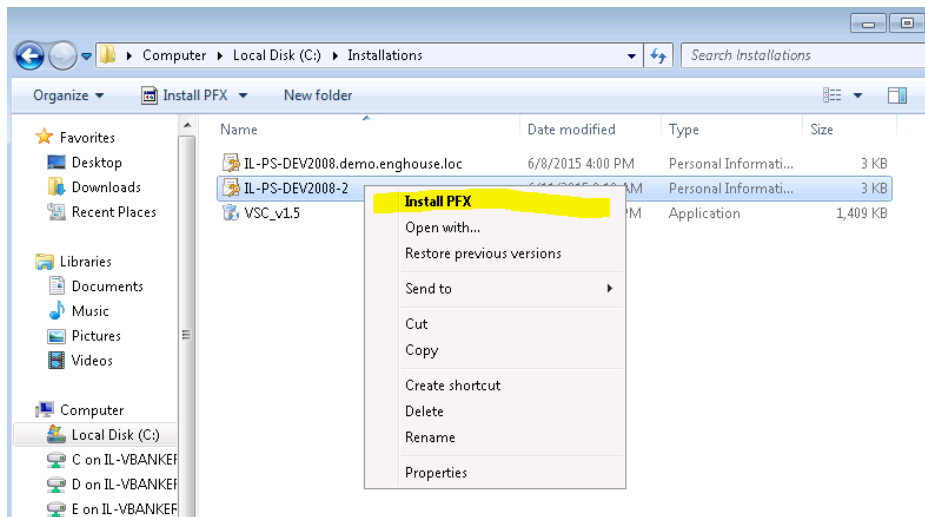 Computer Local Disk (C:) Installations Search Installations
Organize Install PFX New folder
Name Date modified Type Size
Favorites
Desktop
Downloads
Recent Places
Libraries
Documents
Music
Pictures
Videos
Computer
Local Disk (C:)
C on IL-VBANKER
D on IL-VBANKER
E on IL-VBANKER
IL-PS-DEV2008.demo.enghouse.loc 6/8/2015 4:00 PM Personal Informati... 3 KB
IL-PS-DEV2008-2 AM Personal Informati... 3 KB
VSC_v1.5 PM Application 1,409 KB
Install PFX
Open with...
Restore previous versions
Send to
Cut
Copy
Create shortcut
Delete
Rename
Properties